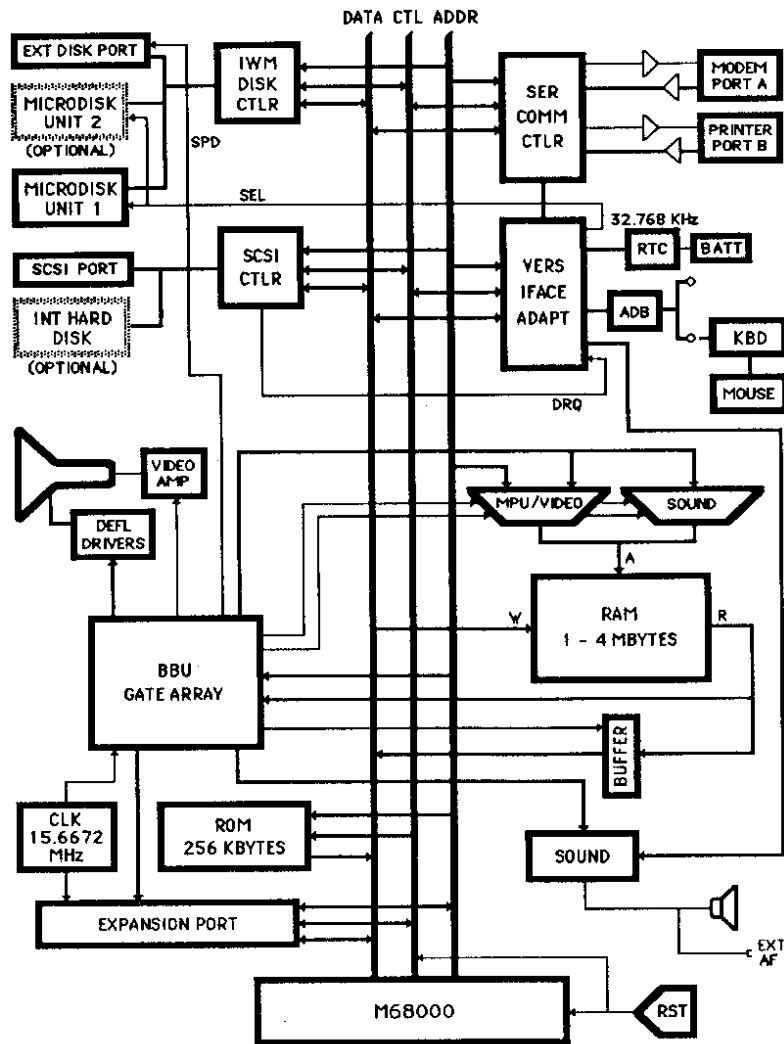 DATA CTL ADDR
EXT DISK PORT
MICRODISK
UNIT 2
(OPTIONAL)
MICRODISK
UNIT 1
SPD
SEL
IWM
DISK
CTLR
SER
COMM
CTLR
MODEM
PORT A
PRINTER
PORT B
SCSI PORT
INT HARD
DISK
(OPTIONAL)
SCSI
CTLR
VERS
IFACE
ADAPT
32.768 KHz
RTC
BATT
ADB
KBD
MOUSE
DRQ
VIDEO
AMP
DEFL
DRIVERS
MPU/VIDEO
SOUND
A
W
RAM
1 - 4 MBYTES
R
BBU
GATE ARRAY
BUFFER
CLK
15.6672
MHz
ROM
256 KBYTES
SOUND
EXPANSION PORT
EXT
AF
M68000
RST